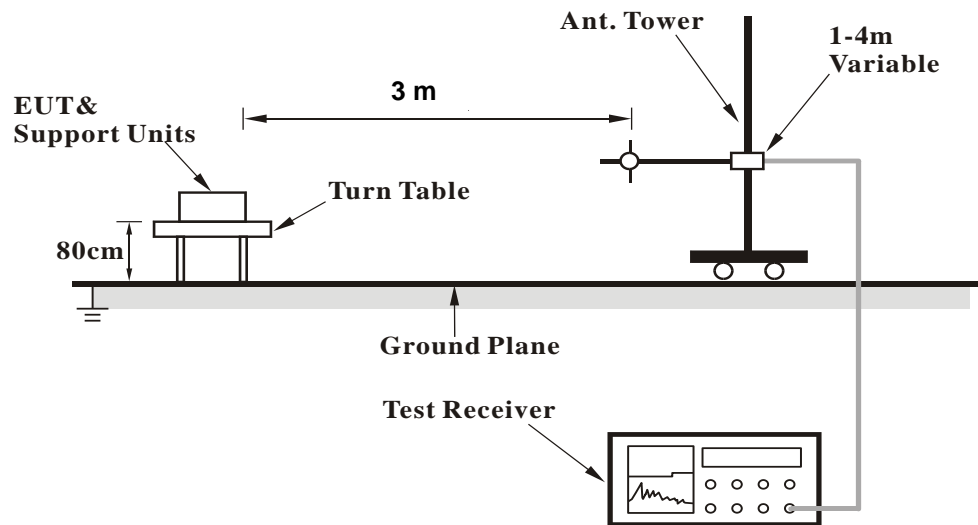 Ant. Tower
1-4m
Variable
3 m
EUT&
Support Units
Turn Table
80cm
Ground Plane
Test Receiver